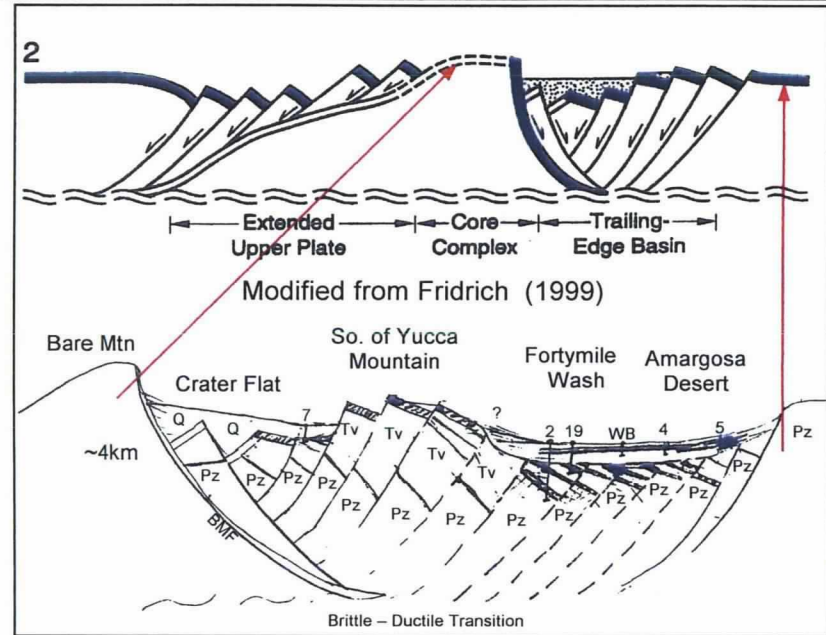 2
Extended Upper Plate
Core Complex
Trailing-Edge Basin
Modified from Fridrich (1999)
Bare Mtn
Crater Flat
So. of Yucca
Mountain
Fortymile
Wash
Amargosa
Desert
~4km
Q
Q
7
Tv
Tv
Tv
Tv
?
2
19
WB
4
5
Pz
Pz
Pz
Pz
Pz
Pz
Pz
Pz
Pz
Pz
Pz
Pz
Pz
BMF
Brittle – Ductile Transition